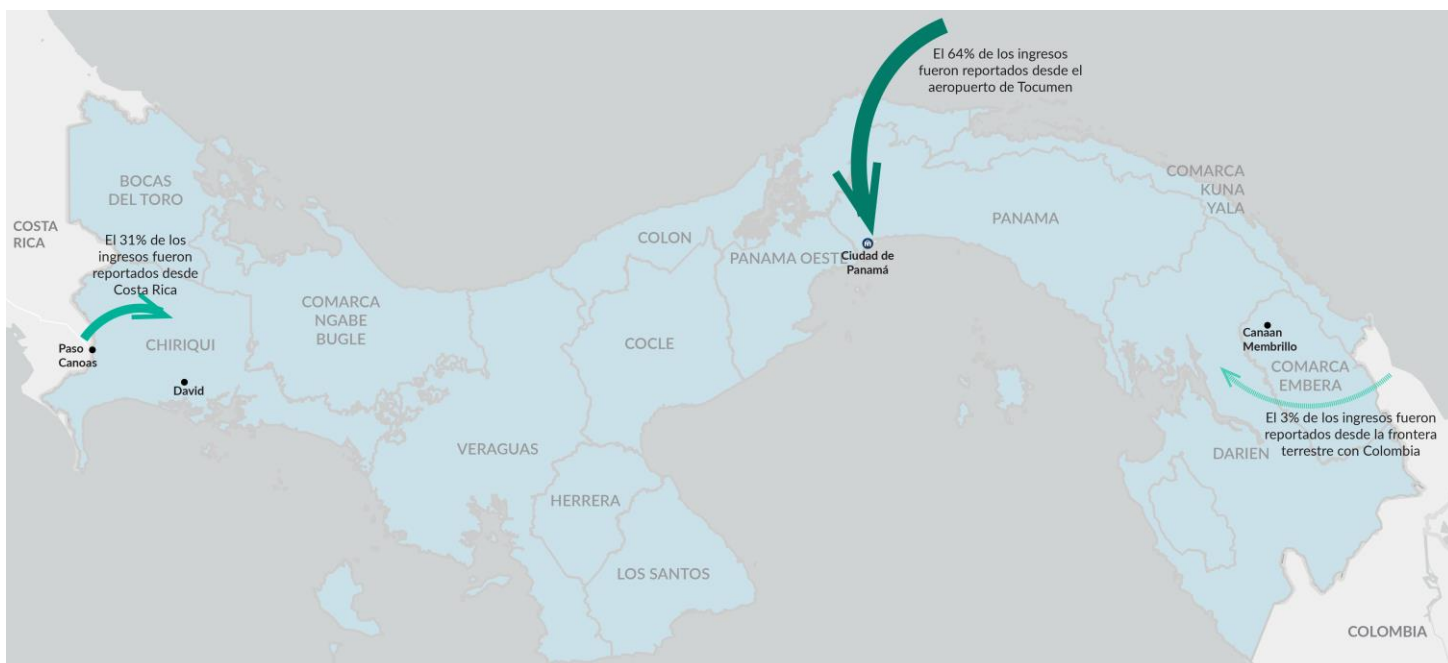 El 64% de los ingresos
fueron reportados desde el
aeropuerto de Tocumen
COMARCA
KUNA
YALA
BOCAS
DEL TORO
COSTA
RICA
El 31% de los
ingresos fueron
reportados desde
Costa Rica
COLON
PANAMA
PANAMA OESTE
Ciudad de
Panamá
COMARCA
NGABE
BUGLE
Paso
Canoas
CHIRIQUI
COCLE
Canaan
Membrillo
David
COMARCA
EMBERA
El 3% de los ingresos fueron
reportados desde la frontera
terrestre con Colombia
VERAGUAS
DARIEN
HERRERA
LOS SANTOS
COLOMBIA